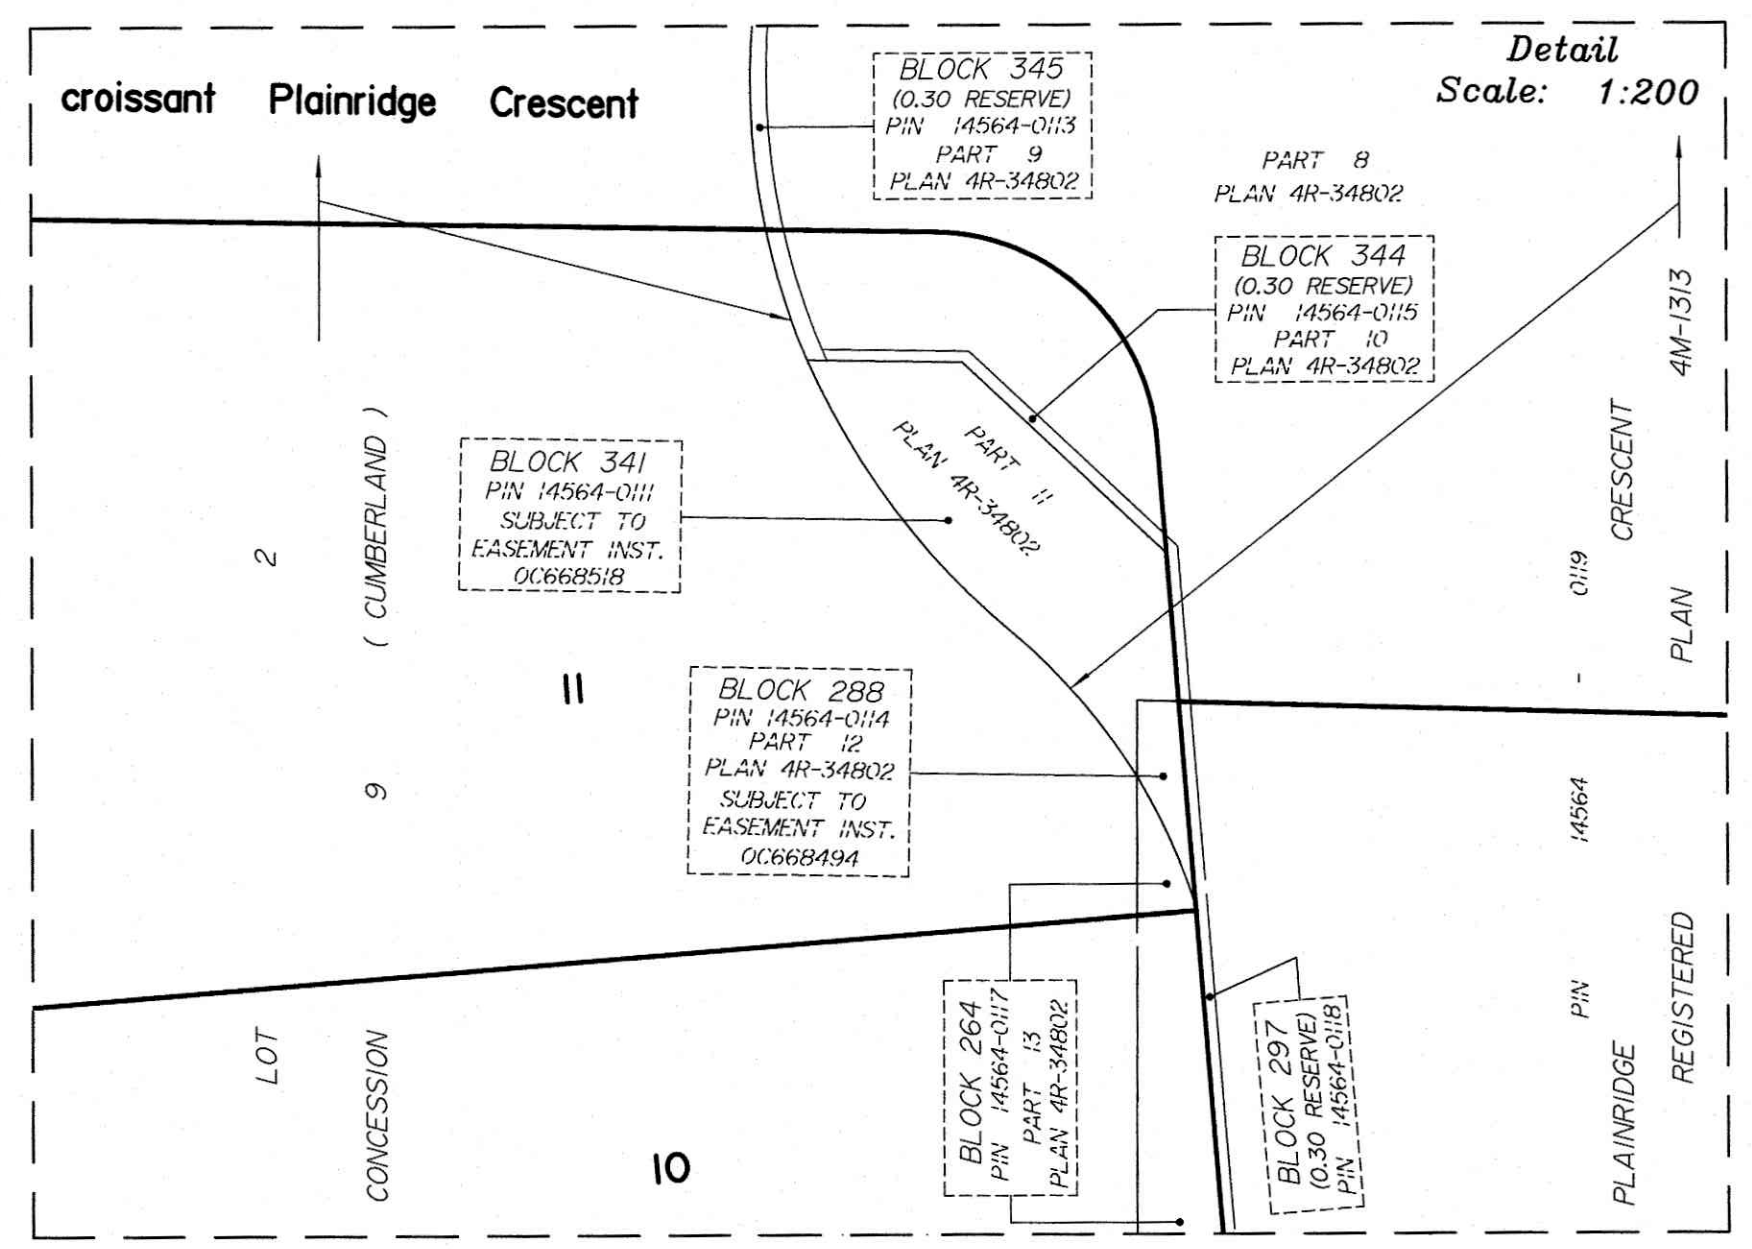 Detail
Scale: 1:200
croissant Plainridge Crescent
BLOCK 345
(0.30 RESERVE)
PIN 14564-0113
PART 9
PLAN 4R-34802
PART 8
PLAN 4R-34802
BLOCK 344
(0.30 RESERVE)
PIN 14564-0115
PART 10
PLAN 4R-34802
PART 11
PLAN 4R-34802
BLOCK 341
PIN 14564-0111
SUBJECT TO
EASEMENT INST.
OC668518
BLOCK 288
PIN 14564-0114
PART 12
PLAN 4R-34802
SUBJECT TO
EASEMENT INST.
OC668494
11
LOT 2
CONCESSION 9 ( CUMBERLAND )
10
BLOCK 264
PIN 14564-0117
PART 13
PLAN 4R-34802
BLOCK 297
(0.30 RESERVE)
PIN 14564-0118
PIN 14564 - 0119
PLAINRIDGE CRESCENT
REGISTERED PLAN 4M-1313